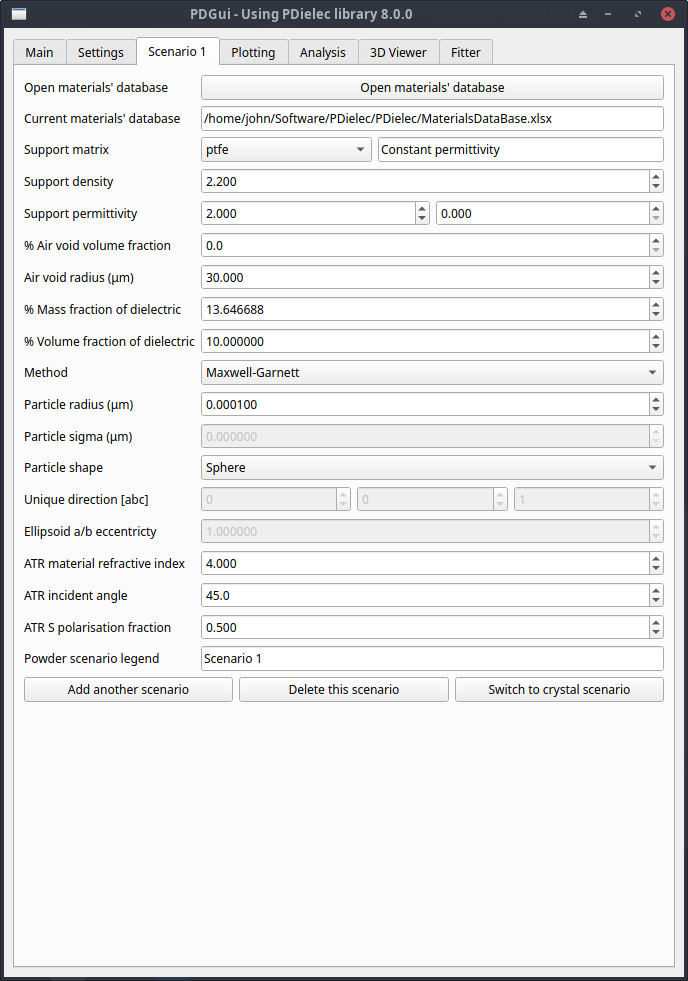 PDGui - Using PDielec library 8.0.0
Main Settings Scenario 1 Plotting Analysis 3D Viewer Fitter
Open materials' database Open materials' database
Current materials' database /home/john/Software/PDielec/PDielec/MaterialsDataBase.xlsx
Support matrix ptfe Constant permittivity
Support density 2.200
Support permittivity 2.000 0.000
% Air void volume fraction 0.0
Air void radius (μm) 30.000
% Mass fraction of dielectric 13.646688
% Volume fraction of dielectric 10.000000
Method Maxwell-Garnett
Particle radius (μm) 0.000100
Particle sigma (μm) 0.000000
Particle shape Sphere
Unique direction [abc] 0 0 1
Ellipsoid a/b eccentricty 1.000000
ATR material refractive index 4.000
ATR incident angle 45.0
ATR S polarisation fraction 0.500
Powder scenario legend Scenario 1
Add another scenario Delete this scenario Switch to crystal scenario